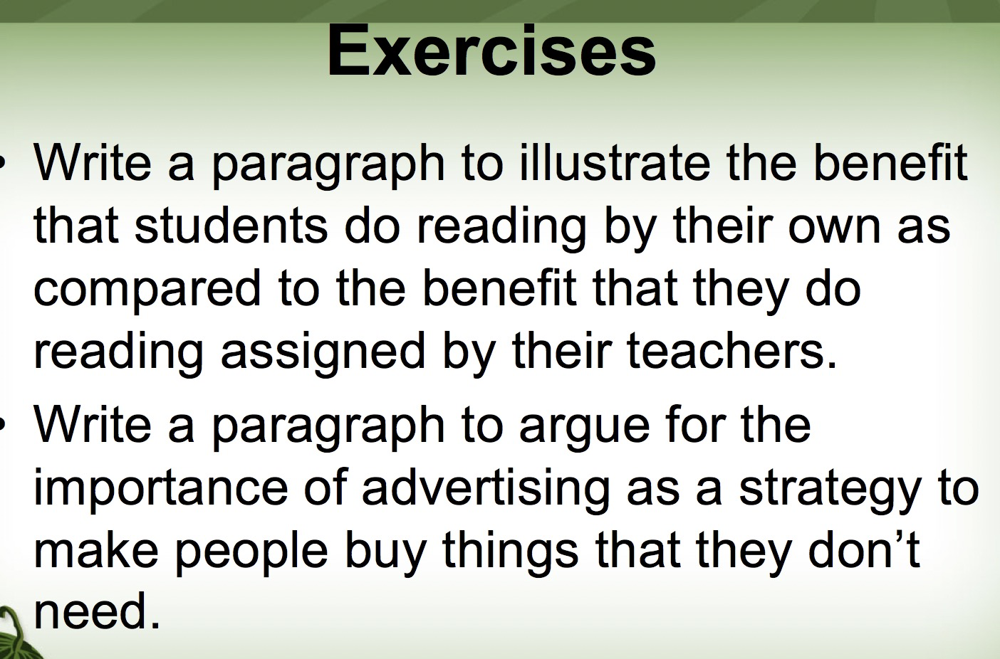 Exercises
• Write a paragraph to illustrate the benefit
that students do reading by their own as
compared to the benefit that they do
reading assigned by their teachers.
• Write a paragraph to argue for the
importance of advertising as a strategy to
make people buy things that they don’t
need.